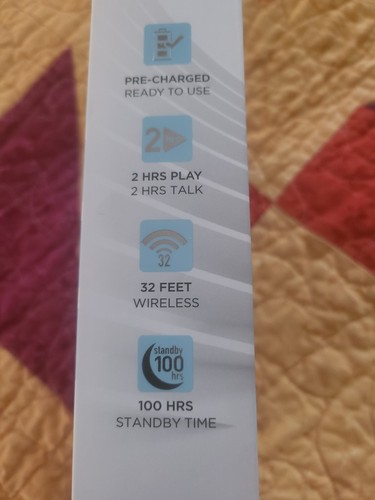 PRE-CHARGED
READY TO USE
2
2 HRS PLAY
2 HRS TALK
32
32 FEET
WIRELESS
standby
100
hrs
100 HRS
STANDBY TIME